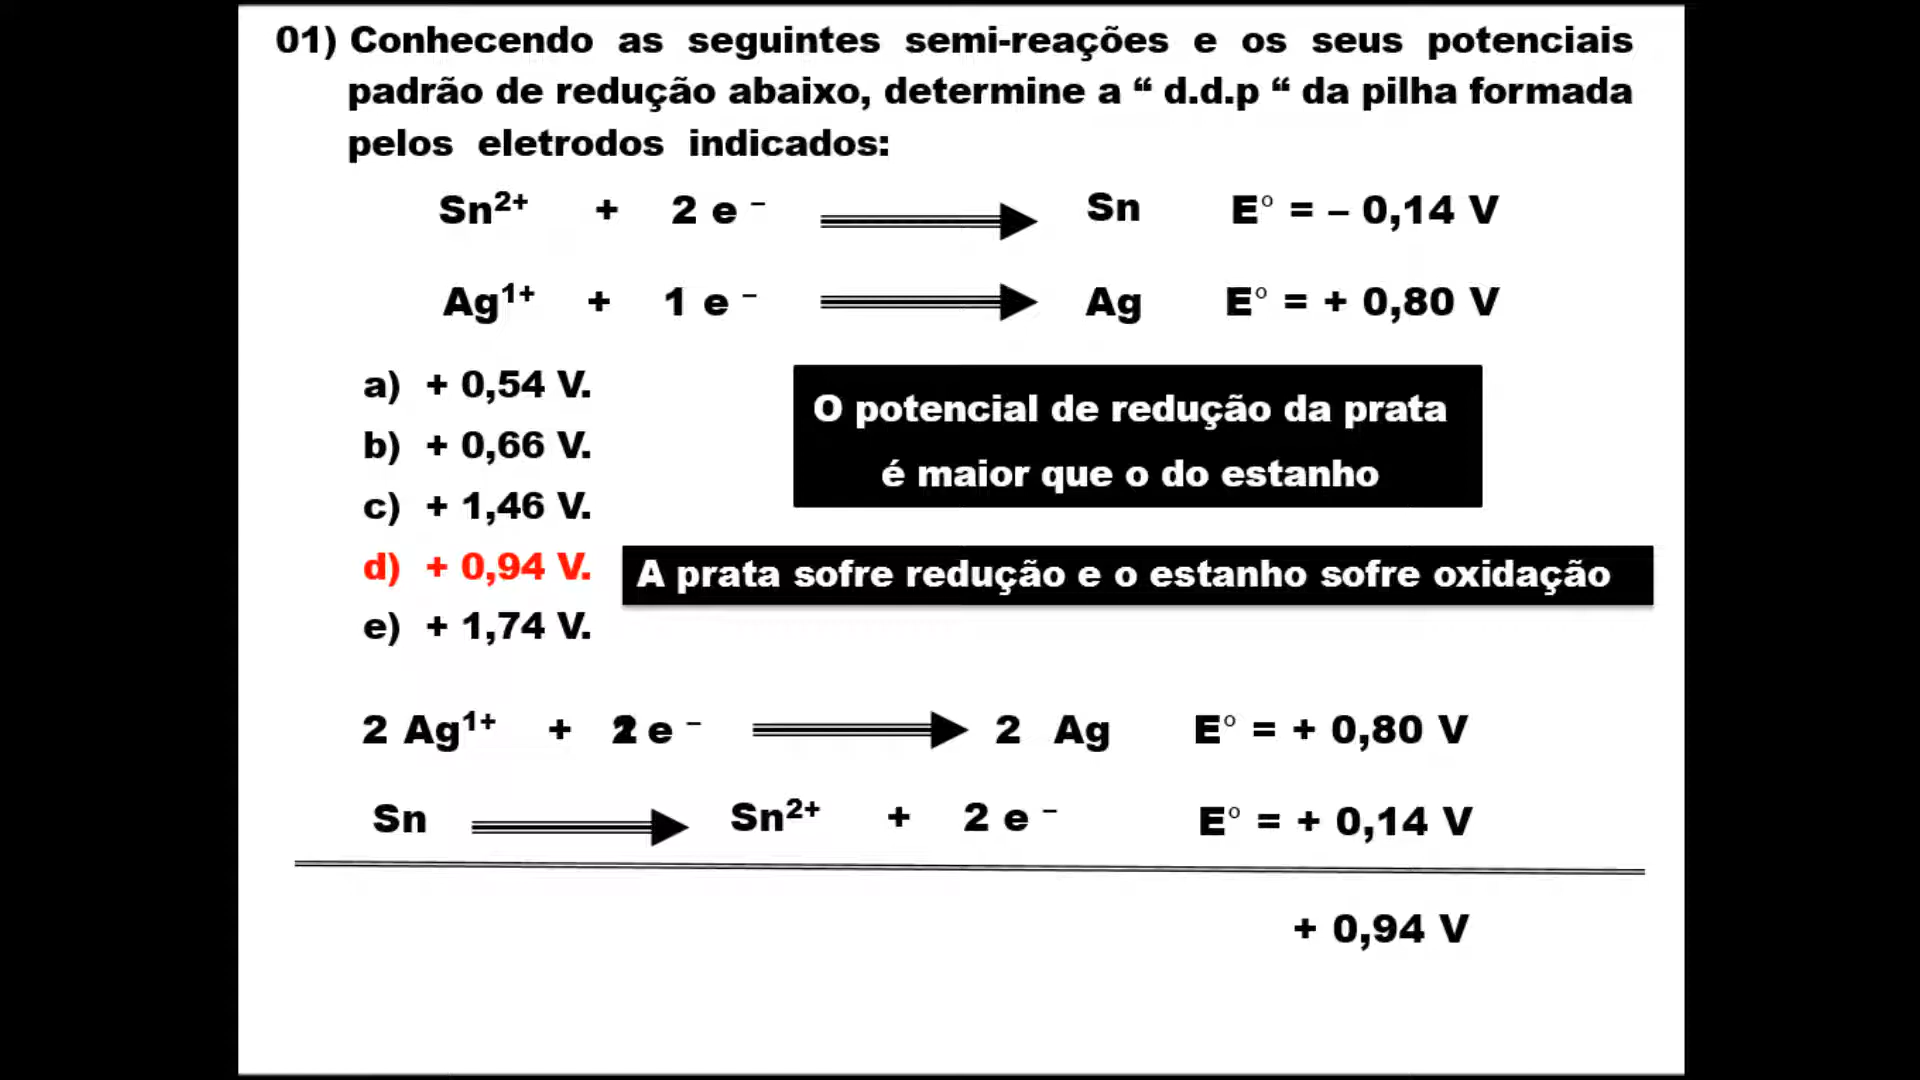 01) Conhecendo as seguintes semi-reações e os seus potenciais
padrão de redução abaixo, determine a “ d.d.p “ da pilha formada
pelos eletrodos indicados:
Sn²⁺ + 2 e ⁻ Sn E° = – 0,14 V
Ag¹⁺ + 1 e ⁻ Ag E° = + 0,80 V
a) + 0,54 V.
b) + 0,66 V.
c) + 1,46 V.
d) + 0,94 V.
e) + 1,74 V.
O potencial de redução da prata
é maior que o do estanho
A prata sofre redução e o estanho sofre oxidação
2 Ag¹⁺ + e ⁻ 2 Ag E° = + 0,80 V
Sn Sn²⁺ + 2 e ⁻ E° = + 0,14 V
+ 0,94 V